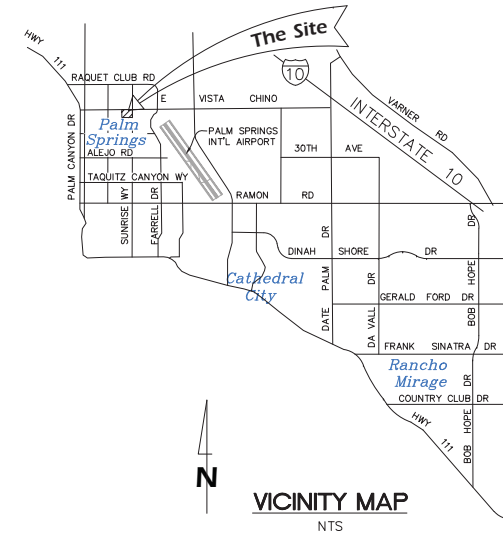 HWY 111
The Site
RAQUET CLUB RD
10
E VISTA CHINO
VARNER RD
INTERSTATE 10
Palm
Springs
PALM SPRINGS
INT'L AIRPORT
PALM CANYON DR
ALEJO RD
30TH AVE
TAQUITZ CANYON WY
RAMON RD
SUNRISE WY
FARRELL DR
DINAH SHORE DR
Cathedral
City
DATE PALM DR
DA VALL DR
BOB HOPE DR
GERALD FORD DR
FRANK SINATRA DR
Rancho
Mirage
COUNTRY CLUB DR
HWY 111
BOB HOPE DR
N
VICINITY MAP
NTS